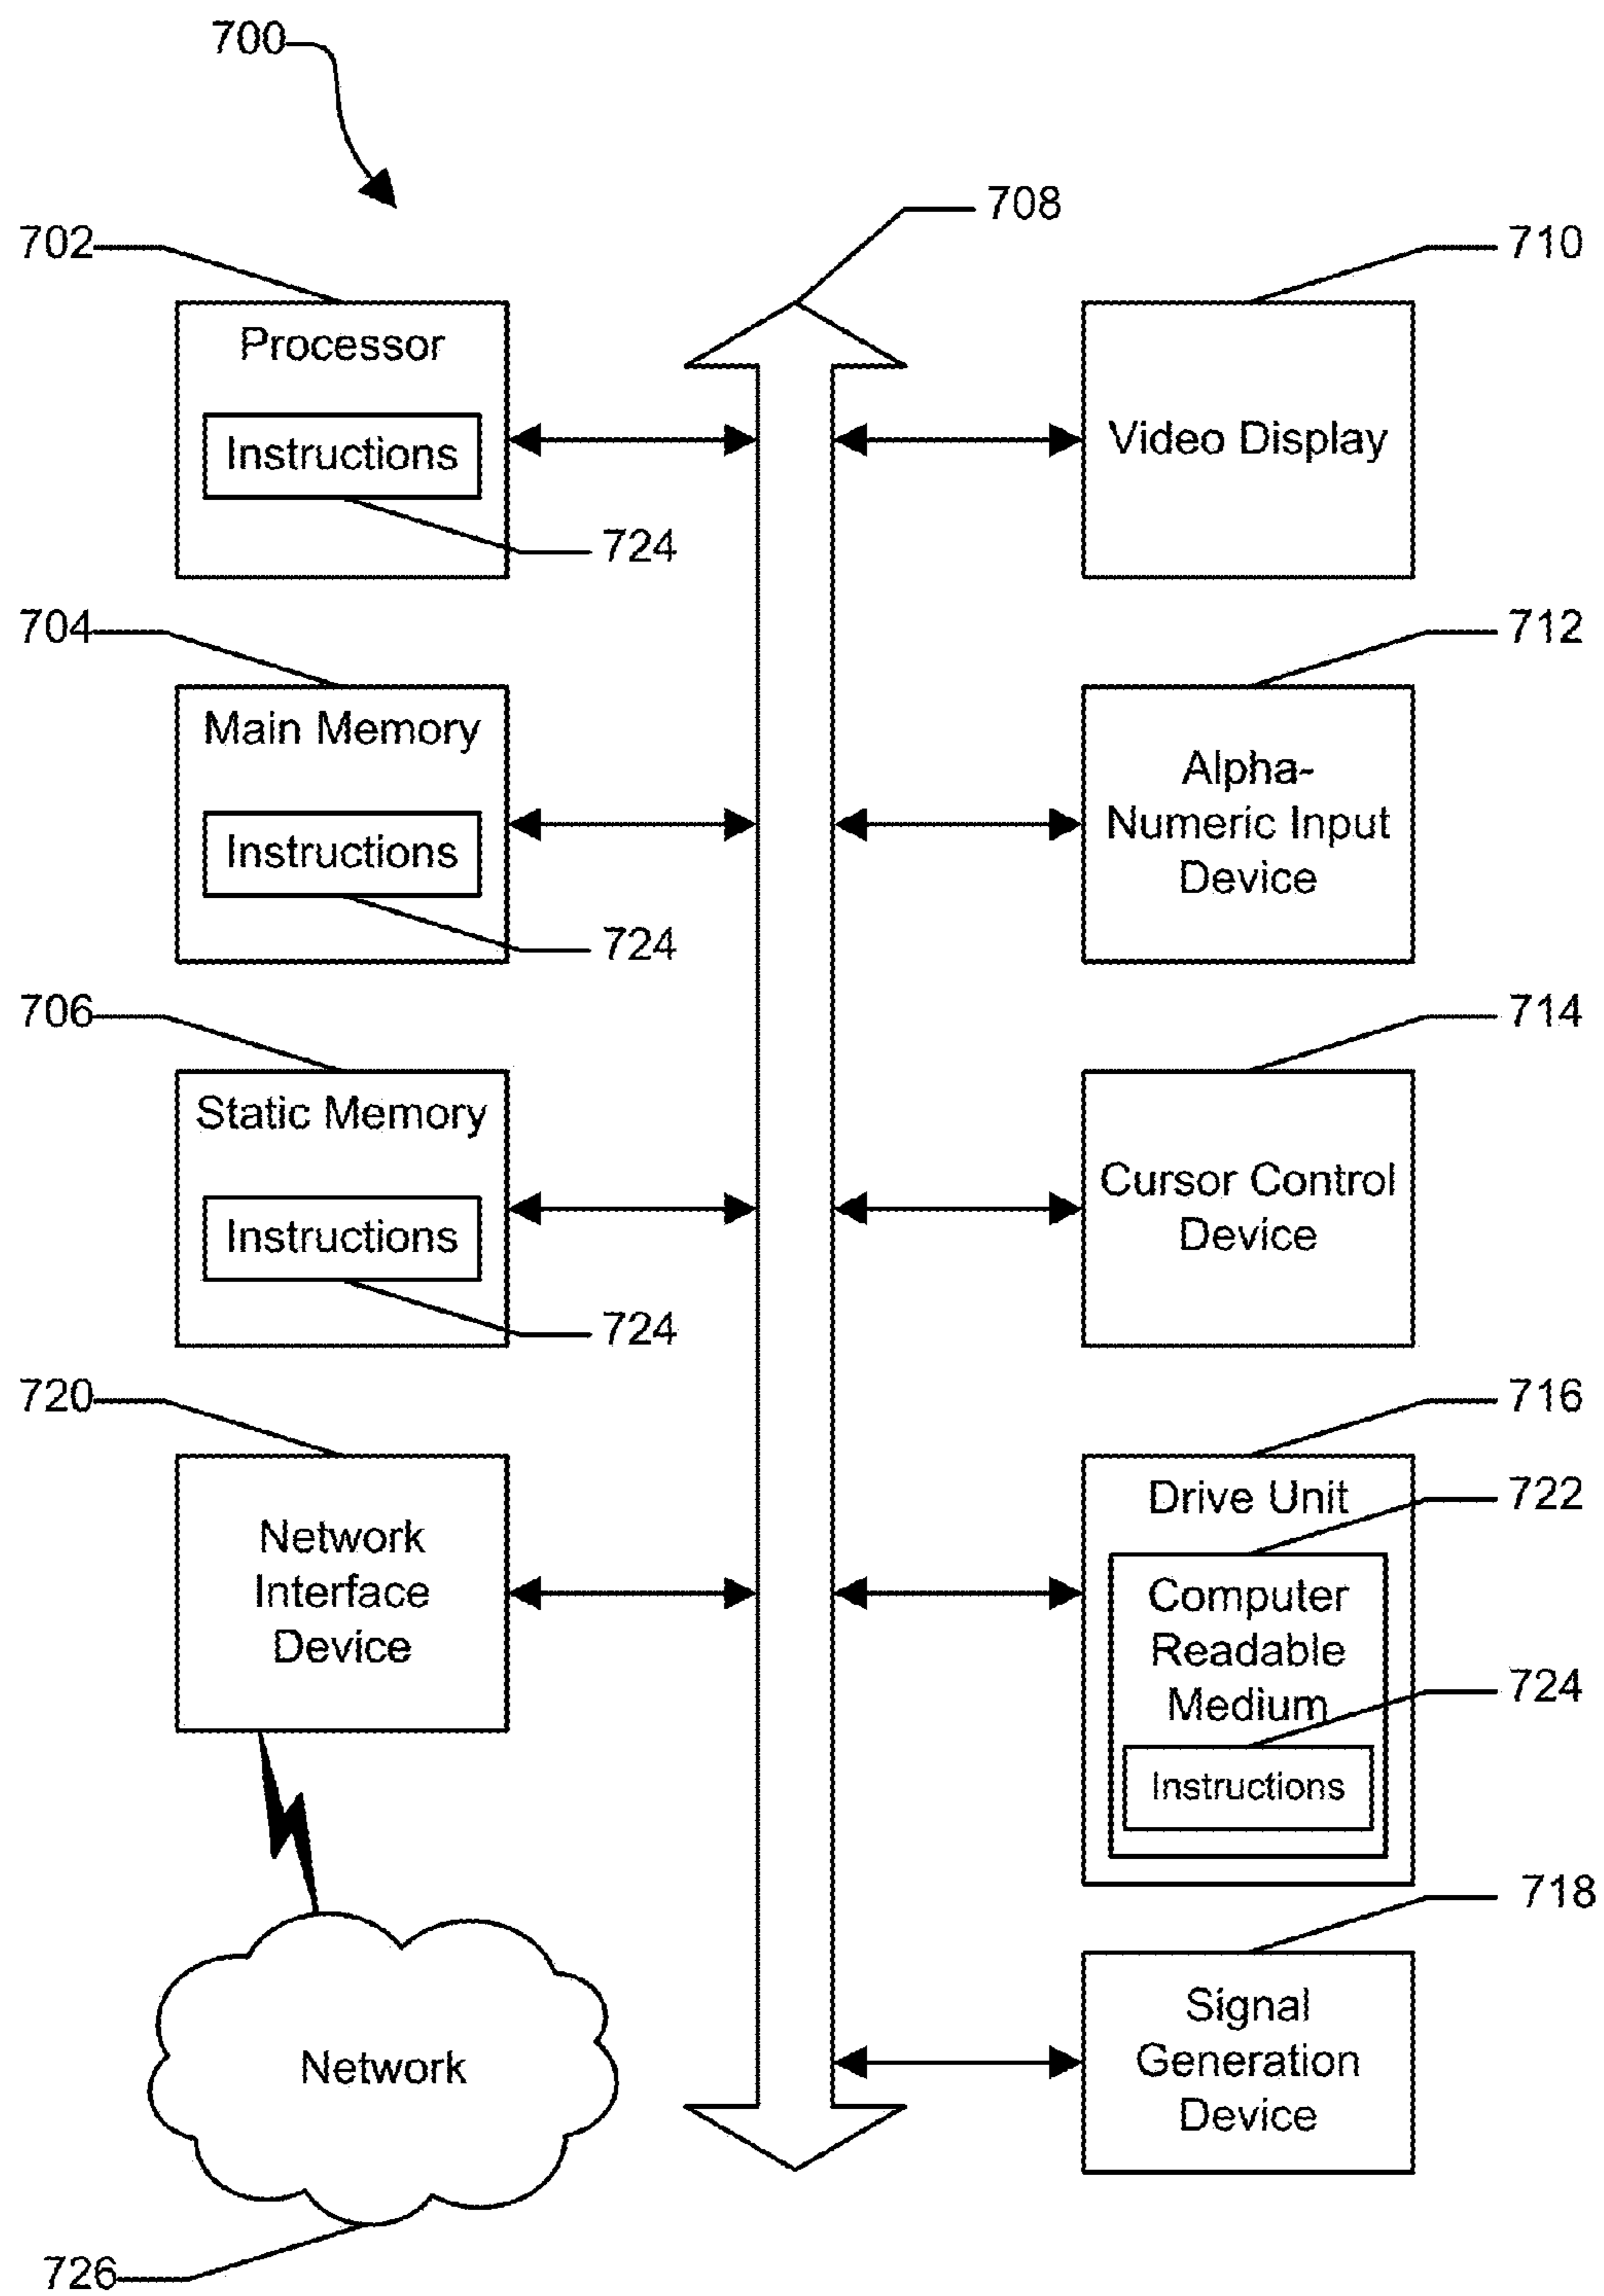 700
708
702
710
Processor
Instructions
724
Video Display
704
712
Main Memory
Instructions
724
Alpha-
Numeric Input
Device
706
714
Static Memory
Instructions
724
Cursor Control
Device
720
716
Network
Interface
Device
Drive Unit
722
Computer
Readable
Medium
724
Instructions
718
Signal
Generation
Device
Network
726